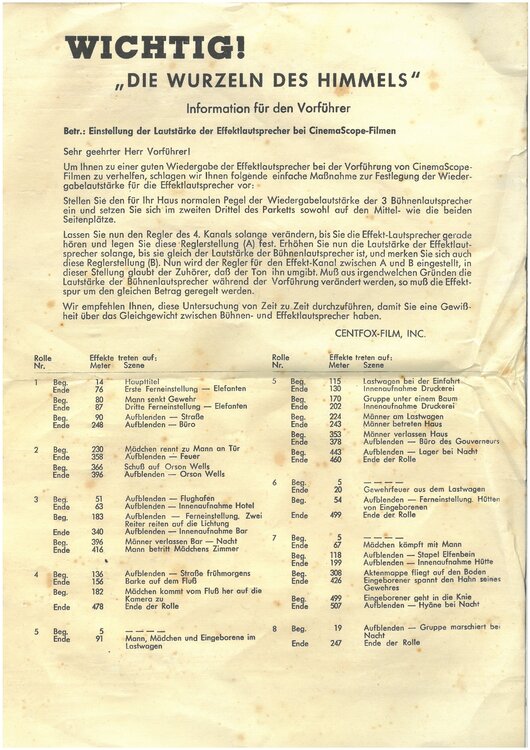 WICHTIG!
„DIE WURZELN DES HIMMELS“
Information für den Vorführer
Betr.: Einstellung der Lautstärke der Effektlautsprecher bei CinemaScope-Filmen
Sehr geehrter Herr Vorführer!
Um Ihnen zu einer guten Wiedergabe der Effektlautsprecher bei der Vorführung von CinemaScope-
Filmen zu verhelfen, schlagen wir Ihnen folgende einfache Maßnahme zur Festlegung der Wieder-
gabelautstärke für die Effektlautsprecher vor:
Stellen Sie den für Ihr Haus normalen Pegel der Wiedergabelautstärke der 3 Bühnenlautsprecher
ein und setzen Sie sich im zweiten Drittel des Parketts sowohl auf den Mittel- wie die beiden
Seitenplätze.
Lassen Sie nun den Regler des 4. Kanals solange verändern, bis Sie die Effekt-Lautsprecher gerade
hören und legen Sie diese Reglerstellung (A) fest. Erhöhen Sie nun die Lautstärke der Effektlaut-
sprecher solange, bis sie gleich der Lautstärke der Bühnenlautsprecher ist, und merken Sie sich auch
diese Reglerstellung (B). Nun wird der Regler für den Effekt-Kanal zwischen A und B eingestellt, in
dieser Stellung glaubt der Zuhörer, daß der Ton ihn umgibt. Muß aus irgendwelchen Gründen die
Lautstärke der Bühnenlautsprecher während der Vorführung verändert werden, so muß die Effekt-
spur um den gleichen Betrag geregelt werden.
Wir empfehlen Ihnen, diese Untersuchung von Zeit zu Zeit durchzuführen, damit Sie eine Gewiß-
heit über das Gleichgewicht zwischen Bühnen- und Effektlautsprecher haben.
CENTFOX-FILM, INC.
Rolle Effekte treten auf:
Nr. Meter Szene
1 Beg. 14 Haupttitel
Ende 76 Erste Ferneinstellung — Elefanten
Beg. 80 Mann senkt Gewehr
Ende 87 Dritte Ferneinstellung — Elefanten
Beg. 90 Aufblenden — Straße
Ende 248 Aufblenden — Büro
2 Beg. 230 Mädchen rennt zu Mann an Tür
Ende 358 Aufblenden — Feuer
Beg. 366 Schuß auf Orson Wells
Ende 396 Aufblenden — Orson Wells
3 Beg. 51 Aufblenden — Flughafen
Ende 63 Aufblenden — Innenaufnahme Hotel
Beg. 183 Aufblenden — Ferneinstellung. Zwei
Reiter reiten auf die Lichtung
Ende 340 Aufblenden — Innenaufnahme Bar
Beg. 396 Männer verlassen Bar — Nacht
Ende 416 Mann betritt Mädchens Zimmer
4 Beg. 136 Aufblenden — Straße frühmorgens
Ende 156 Barke auf dem Fluß
Beg. 182 Mädchen kommt vom Fluß her auf die
Kamera zu
Ende 478 Ende der Rolle
5 Beg. 5 — — — —
Ende 91 Mann, Mädchen und Eingeborene im
Lastwagen
Rolle Effekte treten auf:
Nr. Meter Szene
5 Beg. 115 Lastwagen bei der Einfahrt
Ende 130 Innenaufnahme Druckerei
Beg. 170 Gruppe unter einem Baum
Ende 202 Innenaufnahme Druckerei
Beg. 224 Männer am Lastwagen
Ende 243 Männer betreten Haus
Beg. 353 Männer verlassen Haus
Ende 378 Aufblenden — Büro des Gouverneurs
Beg. 443 Aufblenden — Lager bei Nacht
Ende 460 Ende der Rolle
6 Beg. 5 — — — —
Ende 20 Gewehrfeuer aus dem Lastwagen
Beg. 54 Aufblenden — Ferneinstellung. Hütten
von Eingeborenen
Ende 499 Ende der Rolle
7 Beg. 5 — — — —
Ende 67 Mädchen kämpft mit Mann
Beg. 118 Aufblenden — Stapel Elfenbein
Ende 199 Aufblenden — Innenaufnahme Hütte
Beg. 308 Aktenmappe fliegt auf den Boden
Ende 426 Eingeborener spannt den Hahn seines
Gewehres
Beg. 499 Eingeborener geht in die Knie
Ende 507 Aufblenden — Hyäne bei Nacht
8 Beg. 19 Aufblenden — Gruppe marschiert bei
Nacht
Ende 247 Ende der Rolle